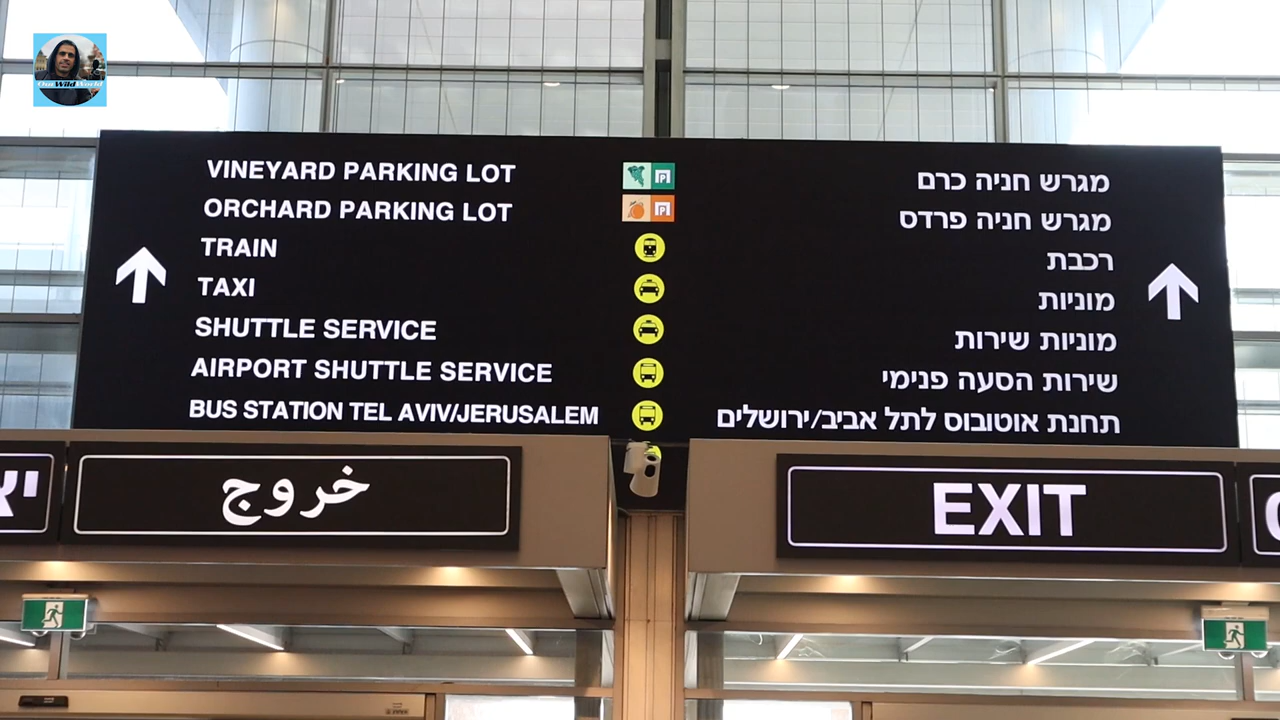 OurWildWorld
VINEYARD PARKING LOT
P
מגרש חניה כרם
ORCHARD PARKING LOT
P
מגרש חניה פרדס
TRAIN
רכבת
TAXI
מוניות
SHUTTLE SERVICE
מוניות שירות
AIRPORT SHUTTLE SERVICE
שירות הסעה פנימי
BUS STATION TEL AVIV/JERUSALEM
תחנת אוטובוס לתל אביב/ירושלים
خروج
EXIT